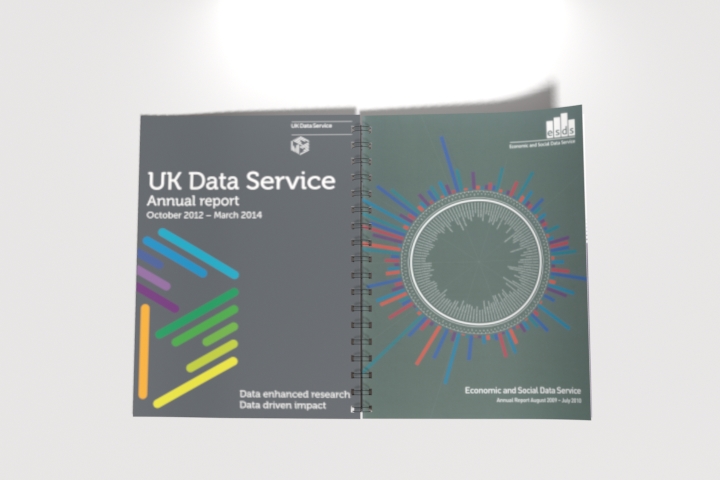 UK Data Service
UK Data Service
Annual report
October 2012 – March 2014
Data enhanced research
Data driven impact
esds
Economic and Social Data Service
Economic and Social Data Service
Annual Report August 2009 – July 2010